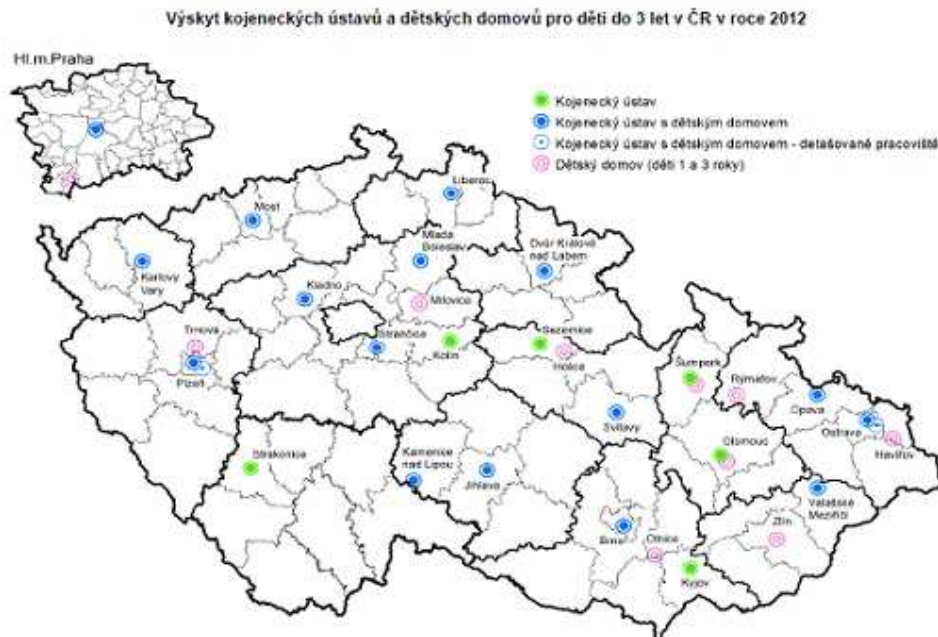 Výskyt kojeneckých ústavů a dětských domovů pro děti do 3 let v ČR v roce 2012
Hl.m.Praha
Kojenecký ústav
Kojenecký ústav s dětským domovem
Kojenecký ústav s dětským domovem - detašované pracoviště
Dětský domov (děti 1 a 3 roky)
Liberec
Most
Mladá
Boleslav
Dvůr Králové
nad Labem
Karlovy
Vary
Kladno
Milovice
Trnova
Strančice
Kolín
Sezemice
Holice
Plzeň
Šumperk
Rýmařov
Opava
Ostrava
Havířov
Svitavy
Olomouc
Strakonice
Kamenice
nad Lipou
Jihlava
Valašské
Meziříčí
Zlín
Brno
Otnice
Kyjov